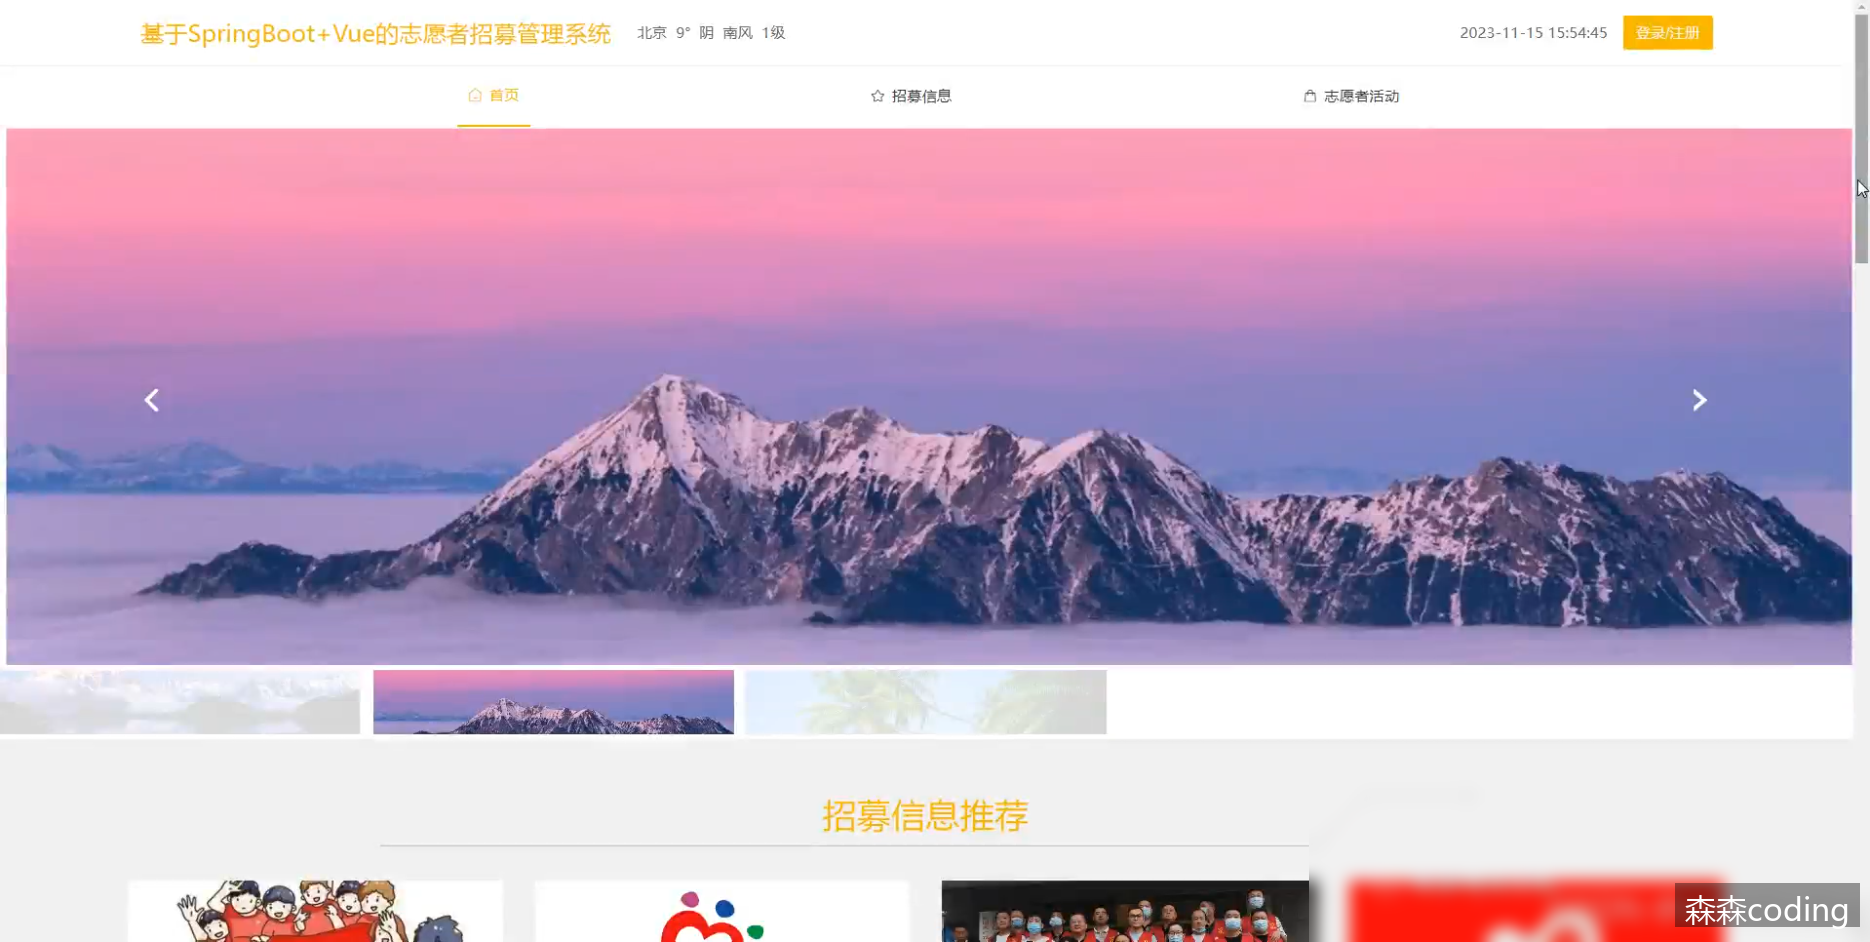 基于SpringBoot+Vue的志愿者招募管理系统
北京 9° 阴 南风 1级
2023-11-15 15:54:45
登录/注册
首页
招募信息
志愿者活动
招募信息推荐
森森coding